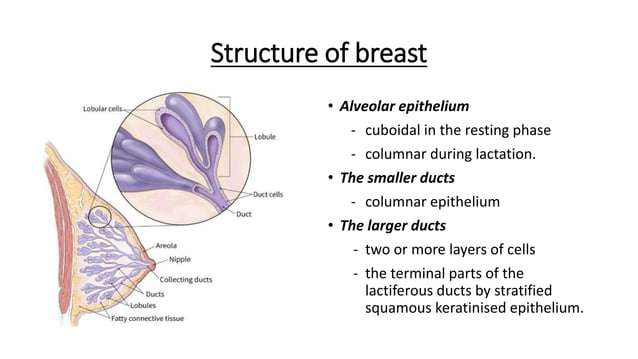 Structure of breast
Lobular cells
Lobule
Duct cells
Duct
Areola
Nipple
Collecting ducts
Ducts
Lobules
Fatty connective tissue
• Alveolar epithelium
- cuboidal in the resting phase
- columnar during lactation.
• The smaller ducts
- columnar epithelium
• The larger ducts
- two or more layers of cells
- the terminal parts of the
lactiferous ducts by stratified
squamous keratinised epithelium.